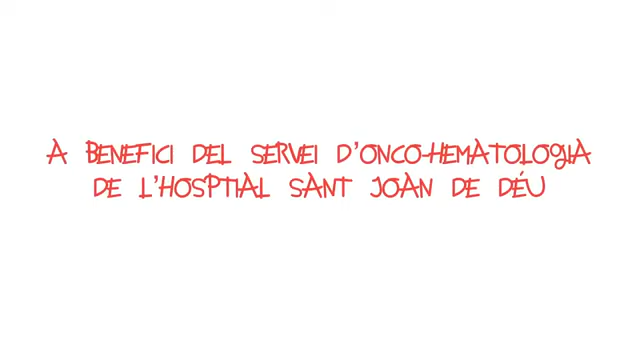 A BENEFICI DEL SERVEI D'ONCO-HEMATOLOGIA
DE L'HOSPTIAL SANT JOAN DE DÉU